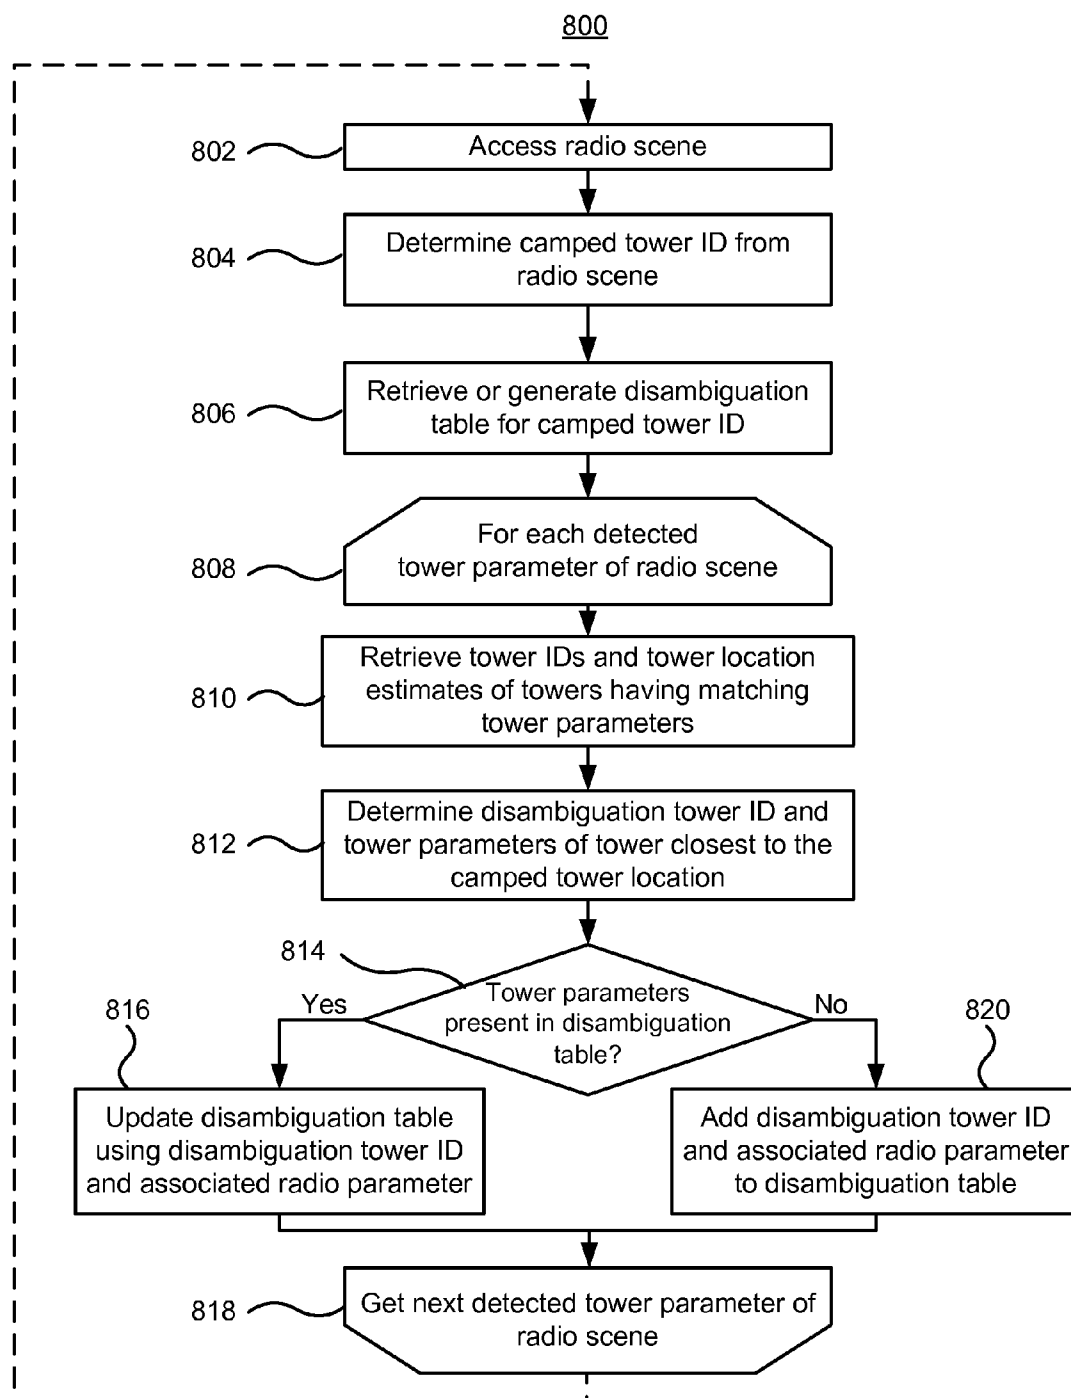 800
802
Access radio scene
804
Determine camped tower ID from
radio scene
806
Retrieve or generate disambiguation
table for camped tower ID
808
For each detected
tower parameter of radio scene
810
Retrieve tower IDs and tower location
estimates of towers having matching
tower parameters
812
Determine disambiguation tower ID and
tower parameters of tower closest to the
camped tower location
814
Tower parameters
present in disambiguation
table?
Yes
No
816
Update disambiguation table
using disambiguation tower ID
and associated radio parameter
820
Add disambiguation tower ID
and associated radio parameter
to disambiguation table
818
Get next detected tower parameter of
radio scene